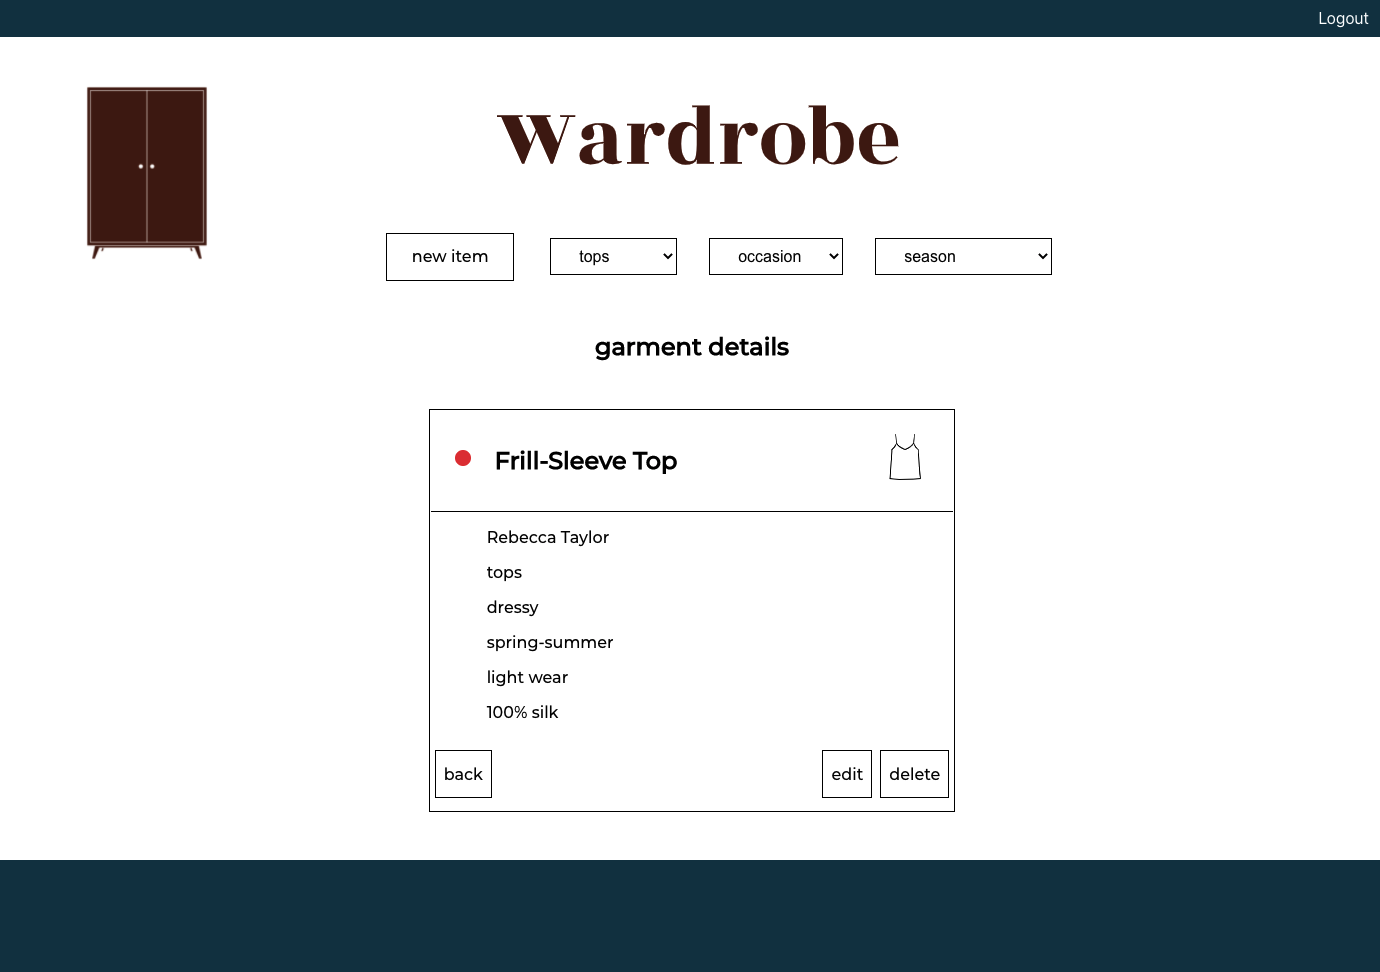 Logout
Wardrobe
new item tops occasion season
garment details
Frill-Sleeve Top
Rebecca Taylor
tops
dressy
spring-summer
light wear
100% silk
back edit delete